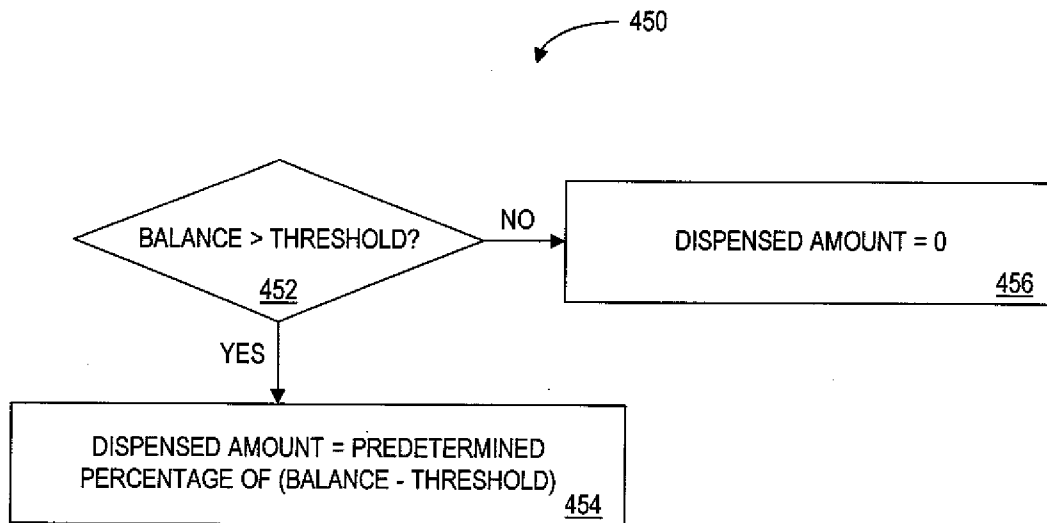 450
BALANCE > THRESHOLD?
452
NO
DISPENSED AMOUNT = 0
456
YES
DISPENSED AMOUNT = PREDETERMINED
PERCENTAGE OF (BALANCE - THRESHOLD)
454